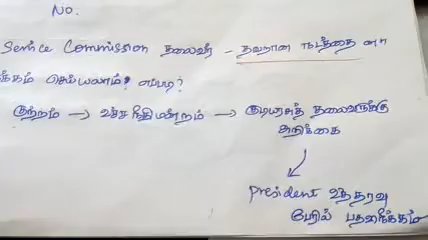 No.
Service Commission தலைவர் - தவறான நடத்தை
க்கம் செய்யலாம்? எப்படி?
குற்றம் → உச்சநீதிமன்றம் → குடியரசுத் தலைவருக்கு
அறிக்கை
President உத்தரவு
பேரில் பதவிநீக்கம்